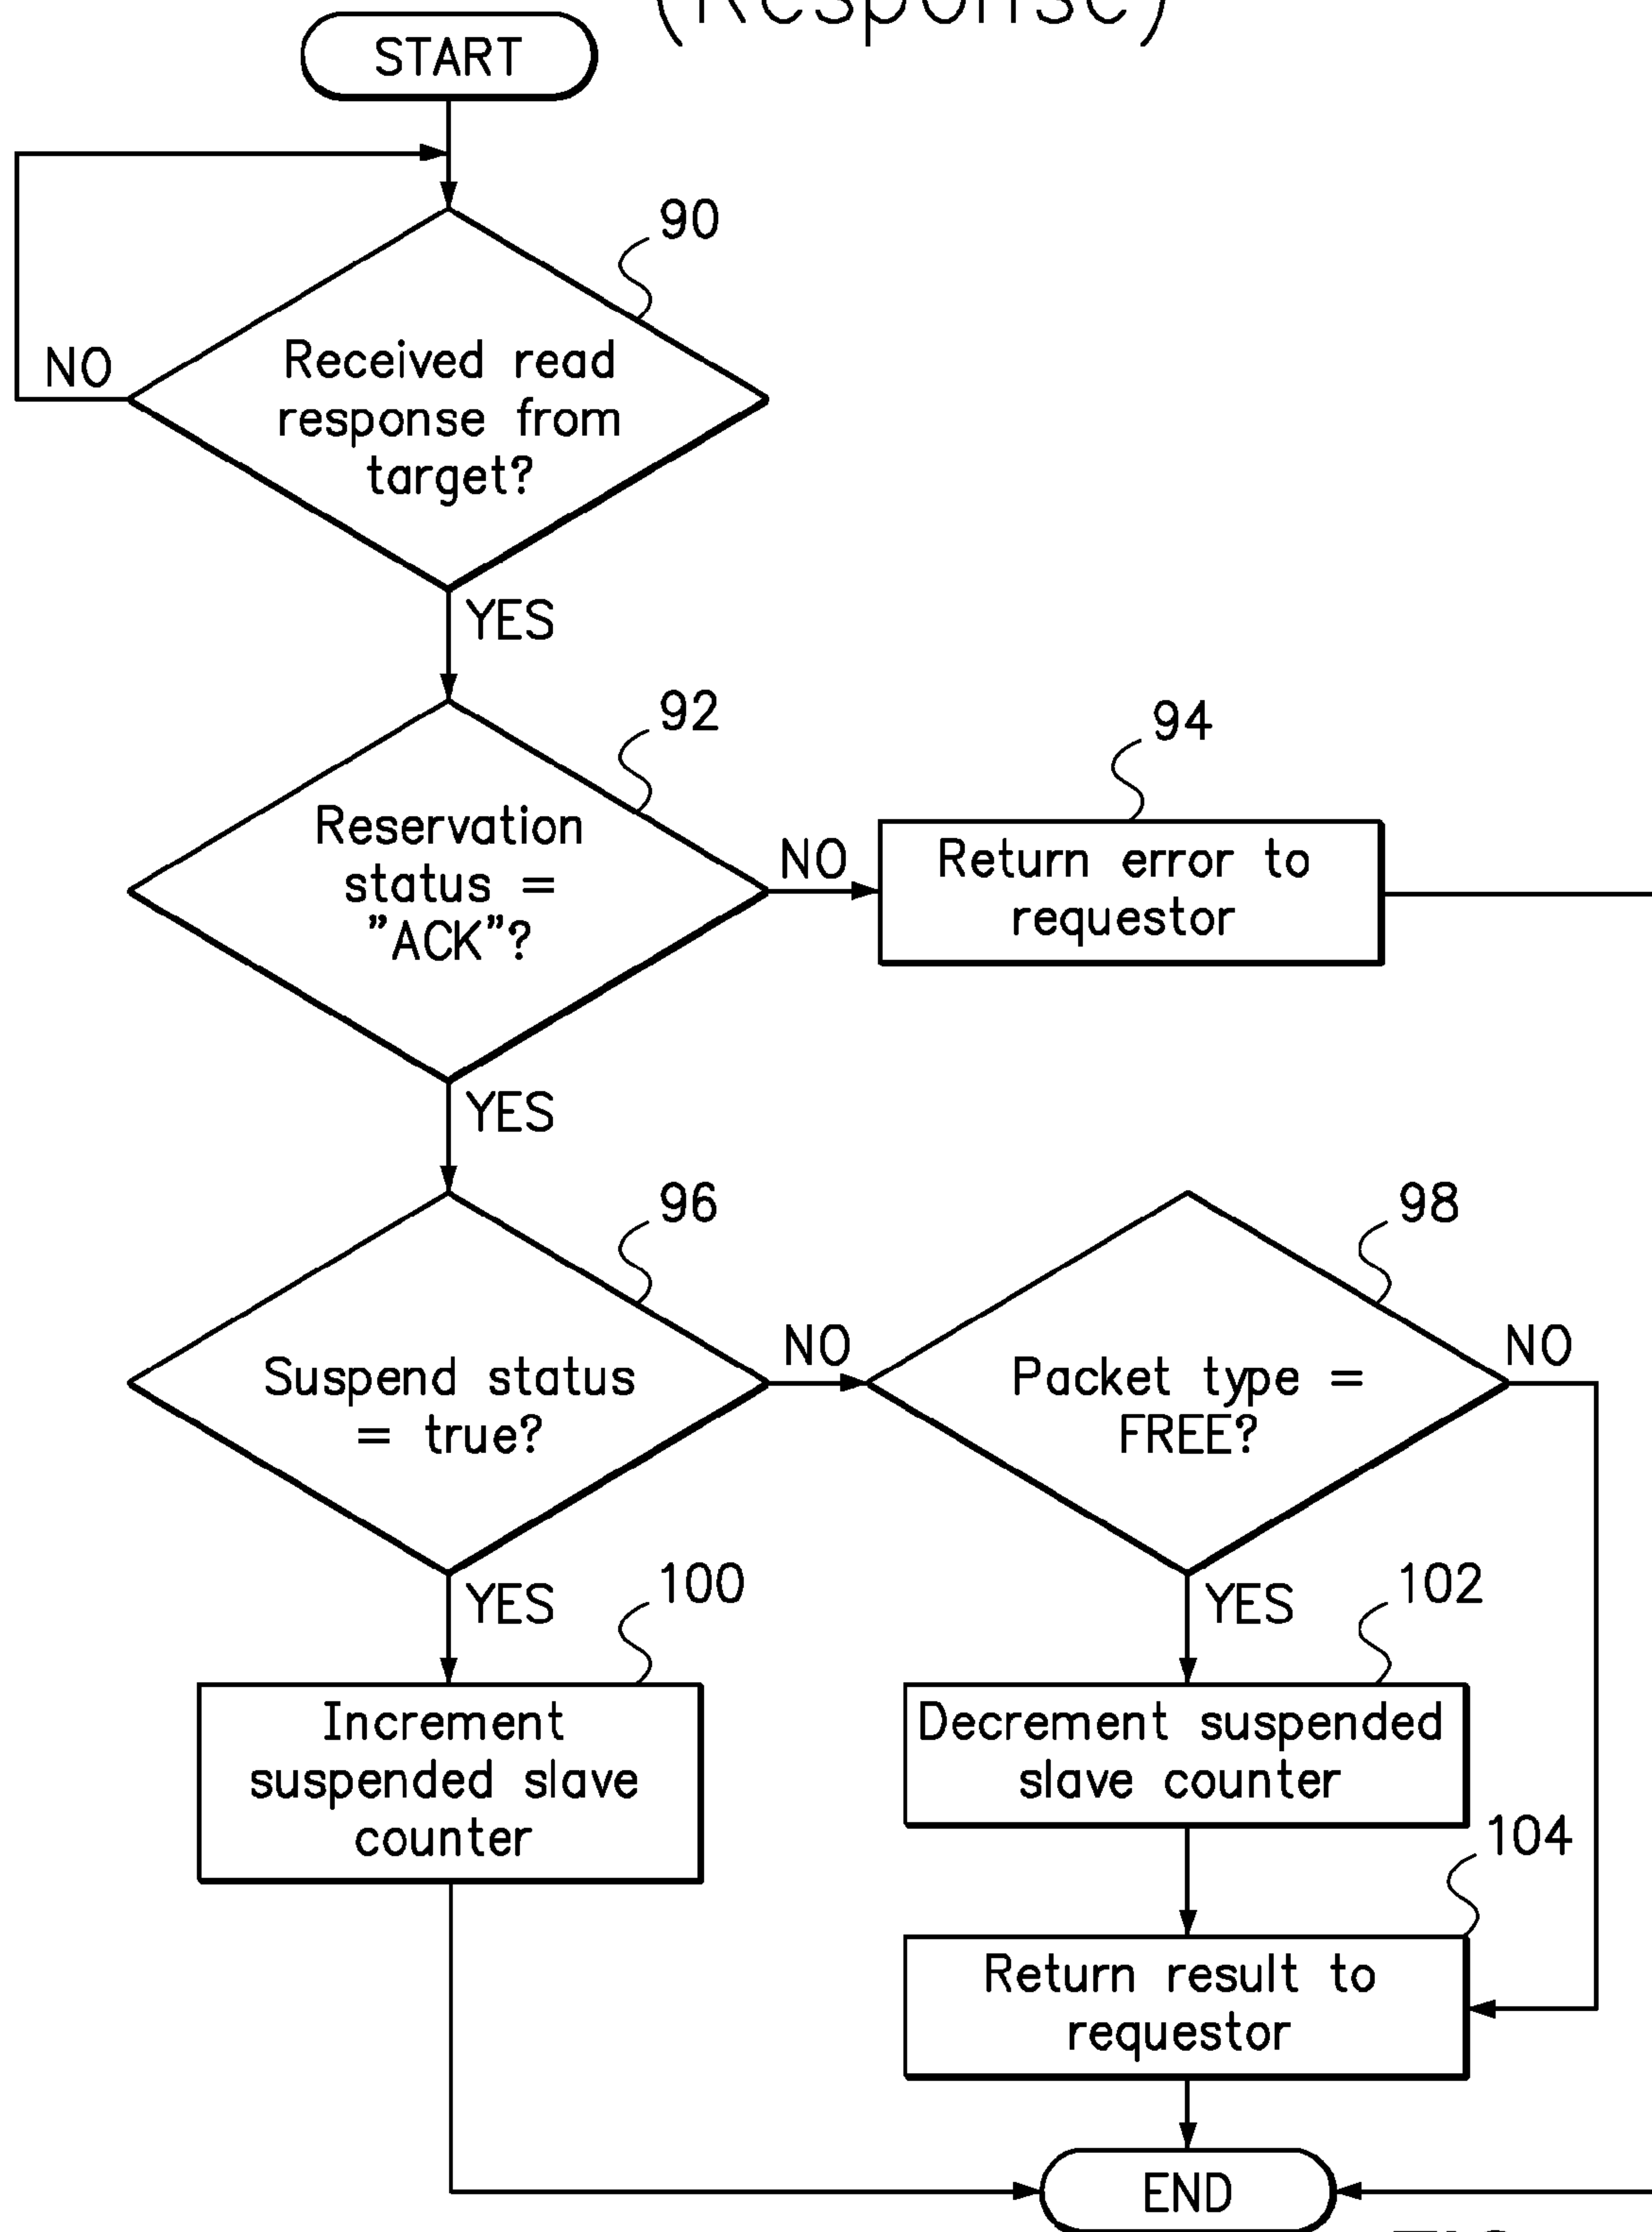 (Response)
START
90
NO
Received read
response from
target?
YES
92
94
Reservation
status =
"ACK"?
NO
Return error to
requestor
YES
96
98
Suspend status
= true?
NO
Packet type =
FREE?
NO
YES
100
YES
102
Increment
suspended slave
counter
Decrement suspended
slave counter
104
Return result to
requestor
END